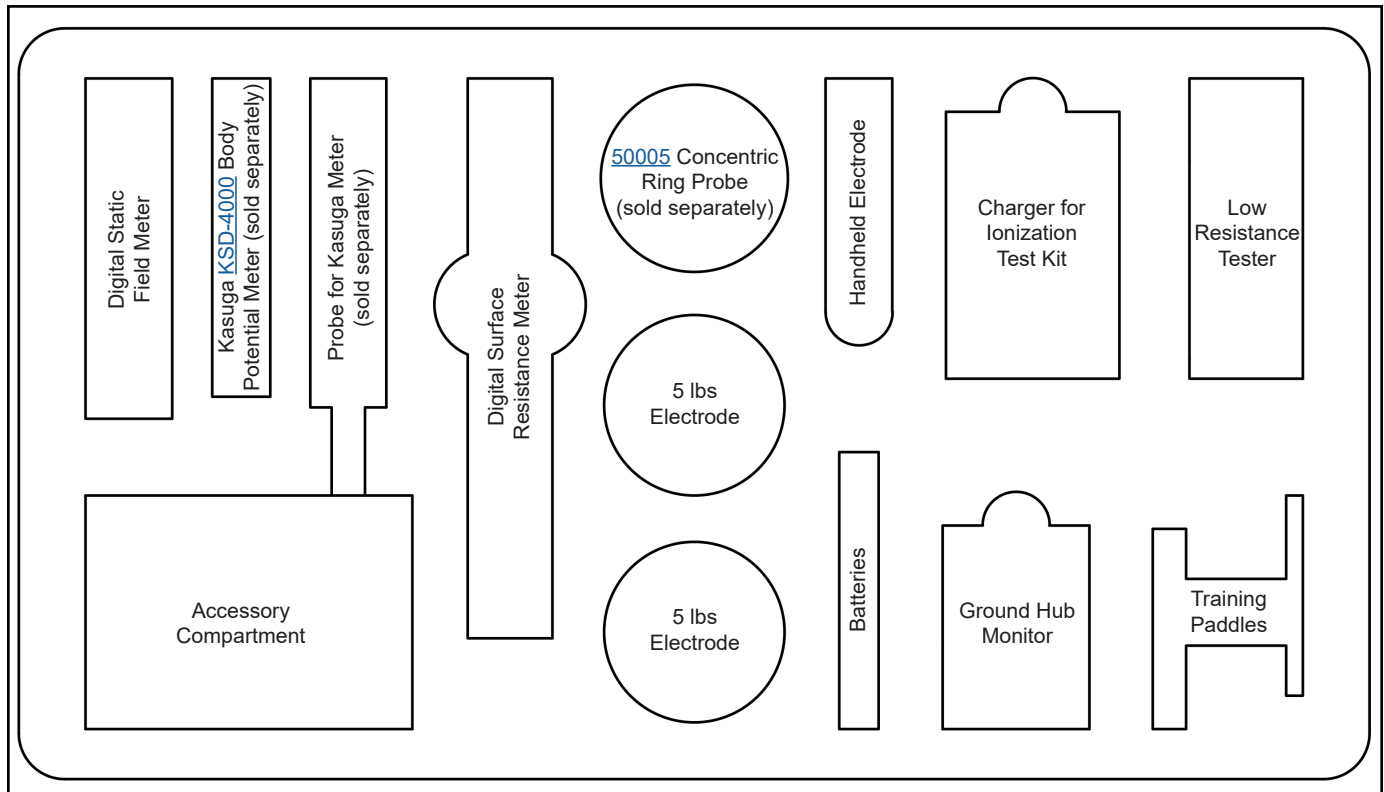 Digital Static
Field Meter
Kasuga KSD-4000 Body
Potential Meter (sold separately)
Probe for Kasuga Meter
(sold separately)
Digital Surface
Resistance Meter
50005 Concentric
Ring Probe
(sold separately)
Handheld Electrode
Charger for
Ionization
Test Kit
Low
Resistance
Tester
5 lbs
Electrode
Accessory
Compartment
5 lbs
Electrode
Batteries
Ground Hub
Monitor
Training
Paddles